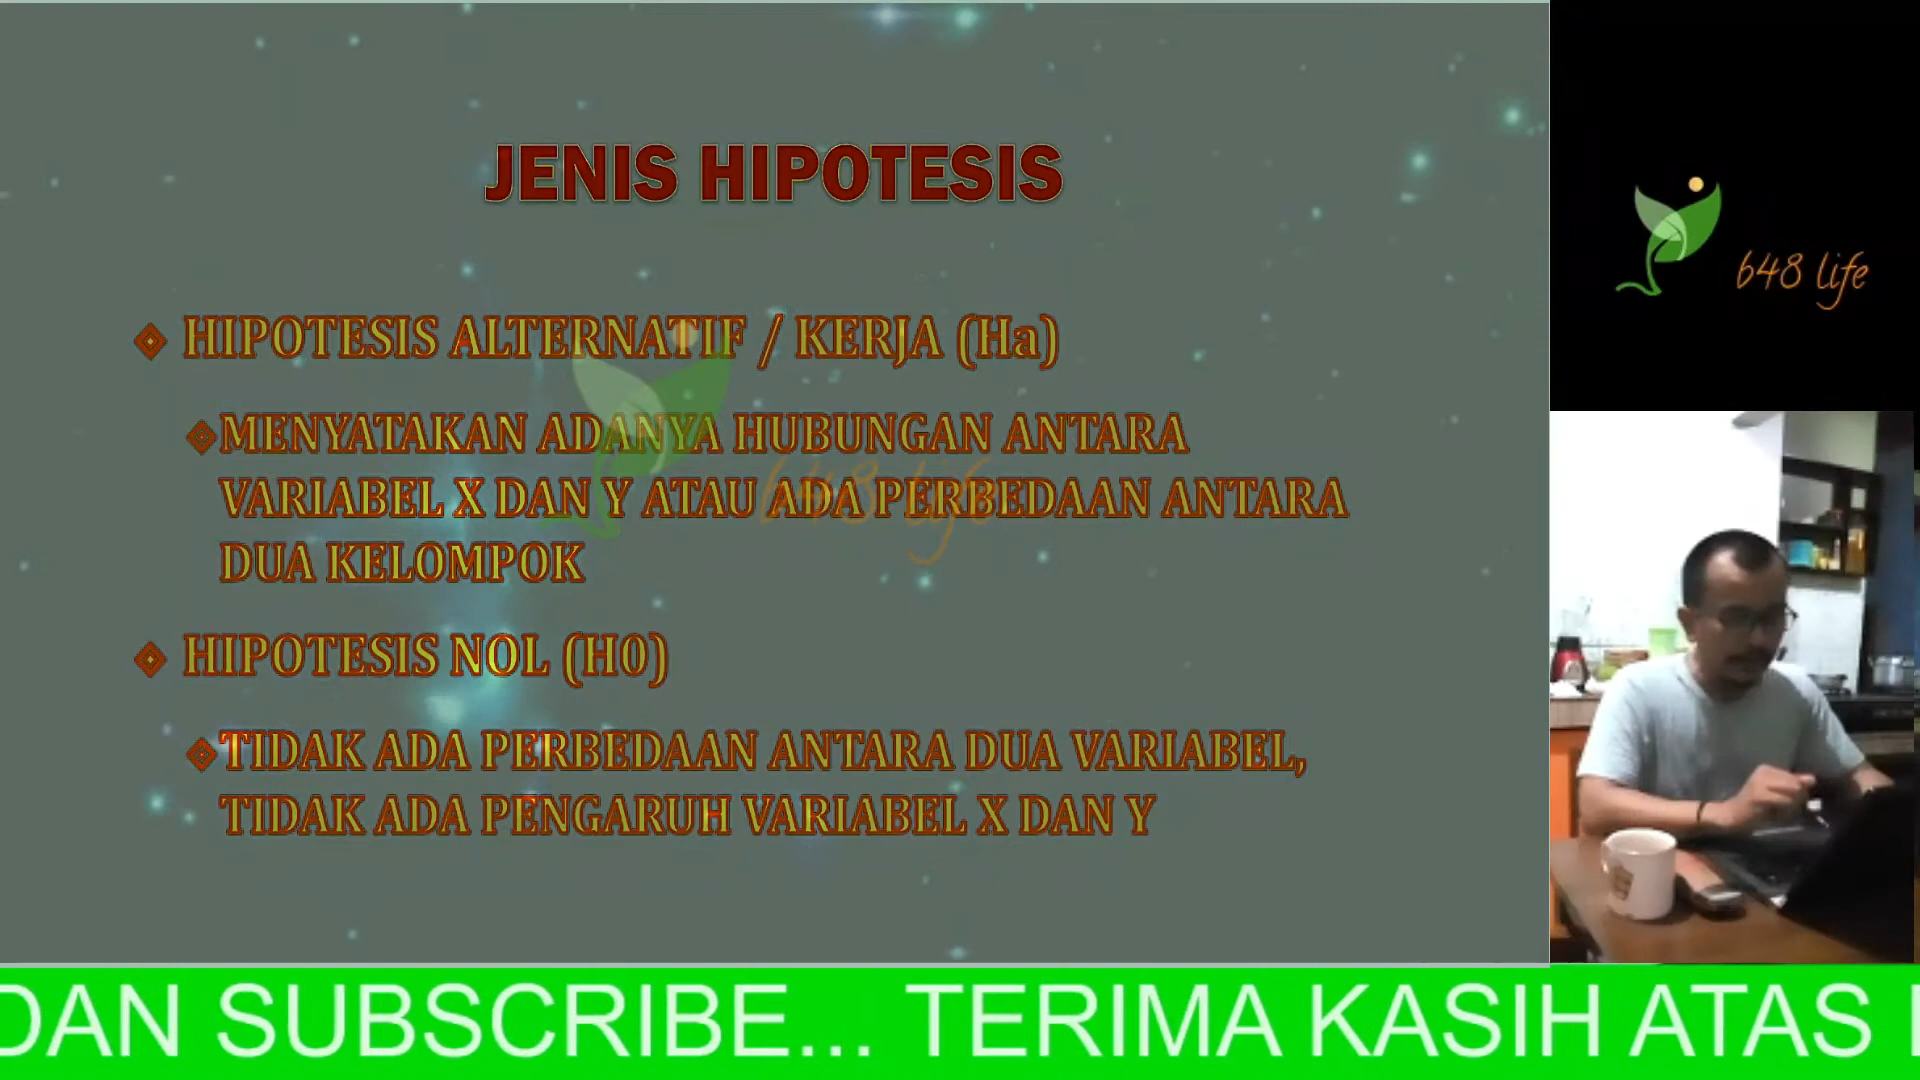 JENIS HIPOTESIS
HIPOTESIS ALTERNATIF / KERJA (Ha)
MENYATAKAN ADANYA HUBUNGAN ANTARA
VARIABEL X DAN Y ATAU ADA PERBEDAAN ANTARA
DUA KELOMPOK
HIPOTESIS NOL (H0)
TIDAK ADA PERBEDAAN ANTARA DUA VARIABEL,
TIDAK ADA PENGARUH VARIABEL X DAN Y
648 life
648 life
DAN SUBSCRIBE... TERIMA KASIH ATAS